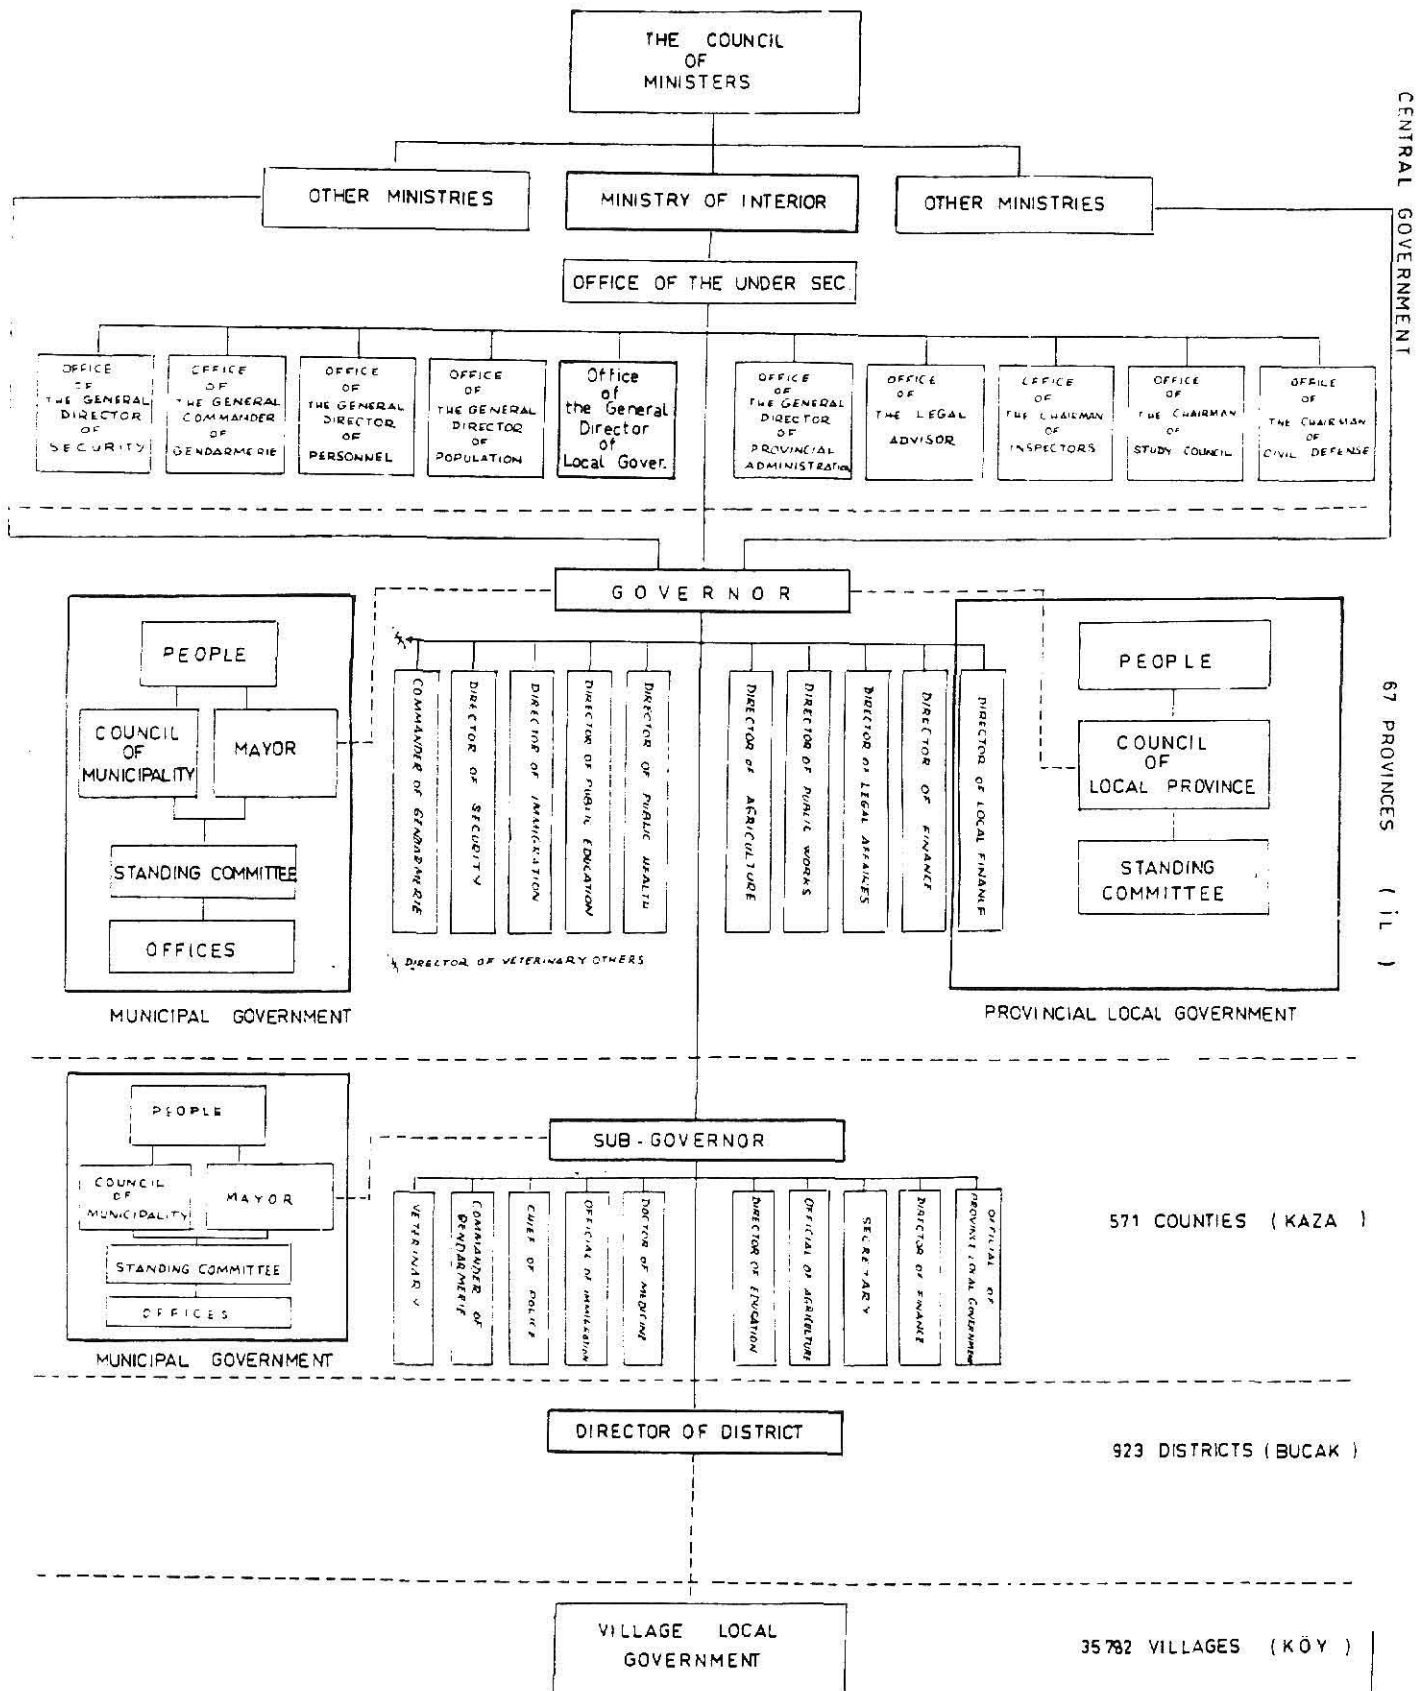 THE COUNCIL
OF
MINISTERS
CENTRAL GOVERNMENT
OTHER MINISTRIES
MINISTRY OF INTERIOR
OTHER MINISTRIES
OFFICE OF THE UNDER SEC.
OFFICE
OF
THE GENERAL
DIRECTOR
OF
SECURITY
OFFICE
OF
THE GENERAL
COMMANDER
OF
GENDARMERIE
OFFICE
OF
THE GENERAL
DIRECTOR
OF
PERSONNEL
OFFICE
OF
THE GENERAL
DIRECTOR
OF
POPULATION
Office
of
the General
Director
of
Local Gover.
OFFICE
OF
THE GENERAL
DIRECTOR
OF
PROVINCIAL
ADMINISTRATION
OFFICE
OF
THE LEGAL
ADVISOR
OFFICE
OF
THE CHAIRMAN
OF
INSPECTORS
OFFICE
OF
THE CHAIRMAN
OF
STUDY COUNCIL
OFFICE
OF
THE CHAIRMAN
OF
CIVIL DEFENSE
GOVERNOR
67 PROVINCES (İL)
PEOPLE
COUNCIL
OF
MUNICIPALITY
MAYOR
STANDING COMMITTEE
OFFICES
MUNICIPAL GOVERNMENT
COMMANDER OF GENDARMERIE
DIRECTOR OF SECURITY
DIRECTOR OF IMMIGRATION
DIRECTOR OF PUBLIC EDUCATION
DIRECTOR OF PUBLIC HEALTH
DIRECTOR OF AGRICULTURE
DIRECTOR OF PUBLIC WORKS
DIRECTOR OF LEGAL AFFAIRES
DIRECTOR OF FINANCE
DIRECTOR OF LOCAL FINANCE
DIRECTOR OF VETERINARY OTHERS
PEOPLE
COUNCIL
OF
LOCAL PROVINCE
STANDING
COMMITTEE
PROVINCIAL LOCAL GOVERNMENT
PEOPLE
COUNCIL
OF
MUNICIPALITY
MAYOR
STANDING COMMITTEE
OFFICES
MUNICIPAL GOVERNMENT
SUB-GOVERNOR
VETERINARY
COMMANDER OF
DENDARMERIE
CHIEF OF POLICE
OFFICIAL OF IMMIGRATION
DOCTOR OF MEDICINE
DIRECTOR OF EDUCATION
OFFICIAL OF AGRICULTURE
SECRETARY
DIRECTOR OF FINANCE
OFFICIAL OF
PROVINCE LOCAL GOVERNMENT
571 COUNTIES (KAZA)
DIRECTOR OF DISTRICT
923 DISTRICTS (BUCAK)
VILLAGE LOCAL
GOVERNMENT
35782 VILLAGES (KÖY)